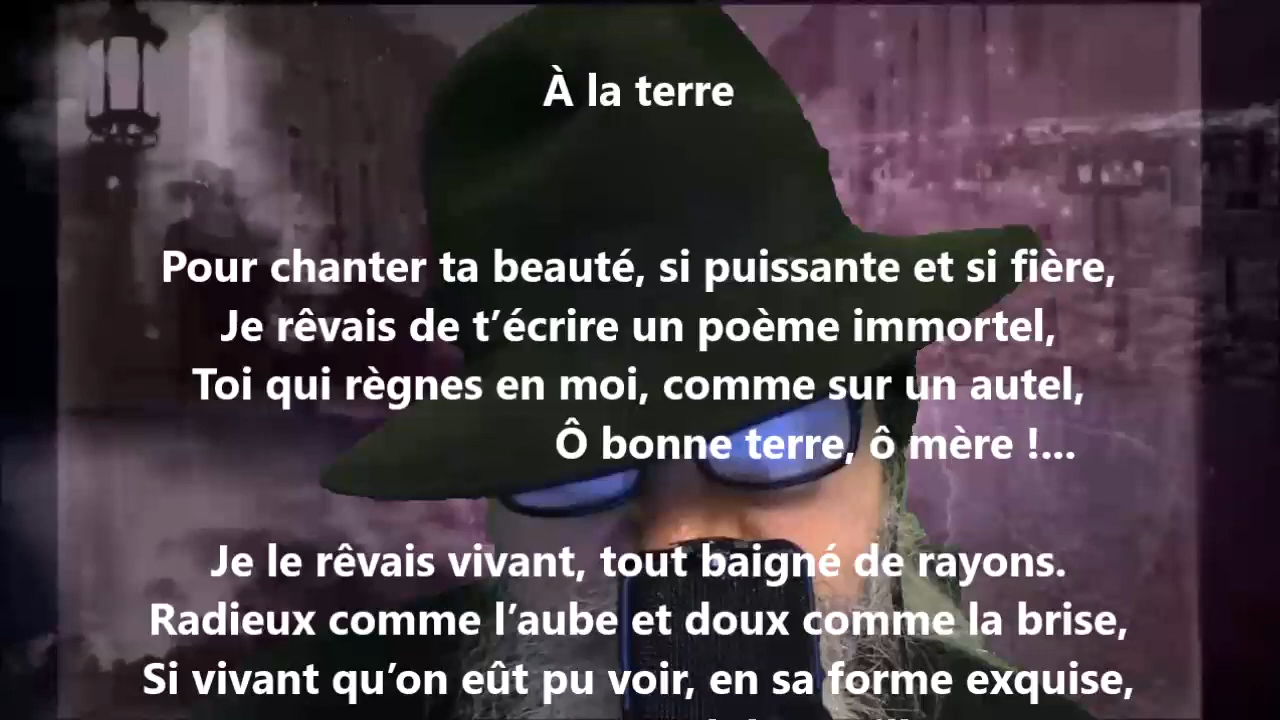 À la terre
Pour chanter ta beauté, si puissante et si fière,
Je rêvais de t’écrire un poème immortel,
Toi qui règnes en moi, comme sur un autel,
Ô bonne terre, ô mère !...
Je le rêvais vivant, tout baigné de rayons.
Radieux comme l’aube et doux comme la brise,
Si vivant qu’on eût pu voir, en sa forme exquise,